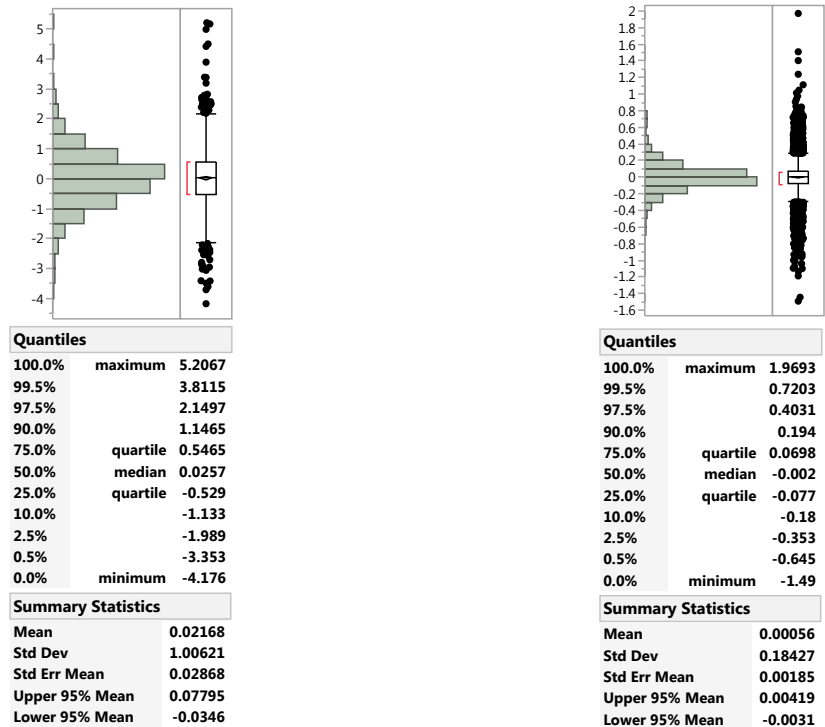 5
4
3
2
1
0
-1
-2
-3
-4
Quantiles
100.0% maximum 5.2067
99.5% 3.8115
97.5% 2.1497
90.0% 1.1465
75.0% quartile 0.5465
50.0% median 0.0257
25.0% quartile -0.529
10.0% -1.133
2.5% -1.989
0.5% -3.353
0.0% minimum -4.176
Summary Statistics
Mean 0.02168
Std Dev 1.00621
Std Err Mean 0.02868
Upper 95% Mean 0.07795
Lower 95% Mean -0.0346
2
1.8
1.6
1.4
1.2
1
0.8
0.6
0.4
0.2
0
-0.2
-0.4
-0.6
-0.8
-1
-1.2
-1.4
-1.6
Quantiles
100.0% maximum 1.9693
99.5% 0.7203
97.5% 0.4031
90.0% 0.194
75.0% quartile 0.0698
50.0% median -0.002
25.0% quartile -0.077
10.0% -0.18
2.5% -0.353
0.5% -0.645
0.0% minimum -1.49
Summary Statistics
Mean 0.00056
Std Dev 0.18427
Std Err Mean 0.00185
Upper 95% Mean 0.00419
Lower 95% Mean -0.0031